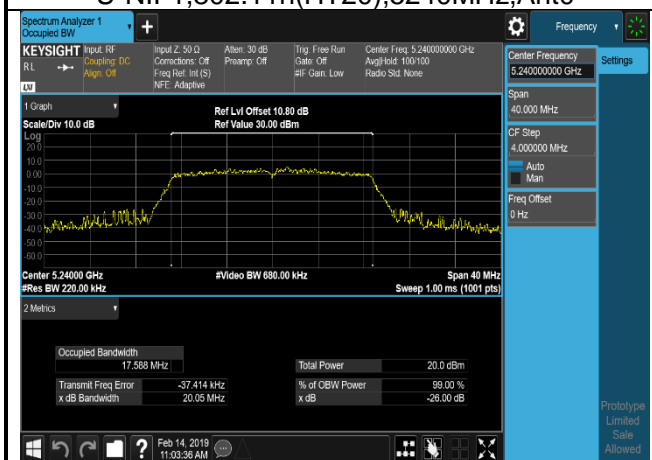 U-NII-1,802.11n(HT20),5240MHz,Ant0
Spectrum Analyzer 1
Occupied BW
Frequency
KEYSIGHT
RL
LXI
Input: RF
Coupling: DC
Align: Off
Input Z: 50 Ω
Corrections: Off
Freq Ref: Int (S)
NFE: Adaptive
Atten: 30 dB
Preamp: Off
Trig: Free Run
Gate: Off
#IF Gain: Low
Center Freq: 5.240000000 GHz
Avg|Hold: 100/100
Radio Std: None
Center Frequency
5.240000000 GHz
Settings
Span
40.000 MHz
CF Step
4.000000 MHz
Auto
Man
Freq Offset
0 Hz
1 Graph
Scale/Div 10.0 dB
Ref Lvl Offset 10.80 dB
Ref Value 30.00 dBm
Log
20.0
10.0
0.00
-10.0
-20.0
-30.0
-40.0
-50.0
-60.0
Center 5.24000 GHz
#Res BW 220.00 kHz
#Video BW 680.00 kHz
Span 40 MHz
Sweep 1.00 ms (1001 pts)
2 Metrics
Occupied Bandwidth
17.588 MHz
Total Power 20.0 dBm
Transmit Freq Error -37.414 kHz
% of OBW Power 99.00 %
x dB Bandwidth 20.05 MHz
x dB -26.00 dB
Feb 14, 2019
11:03:36 AM
Prototype
Limited
Sale
Allowed